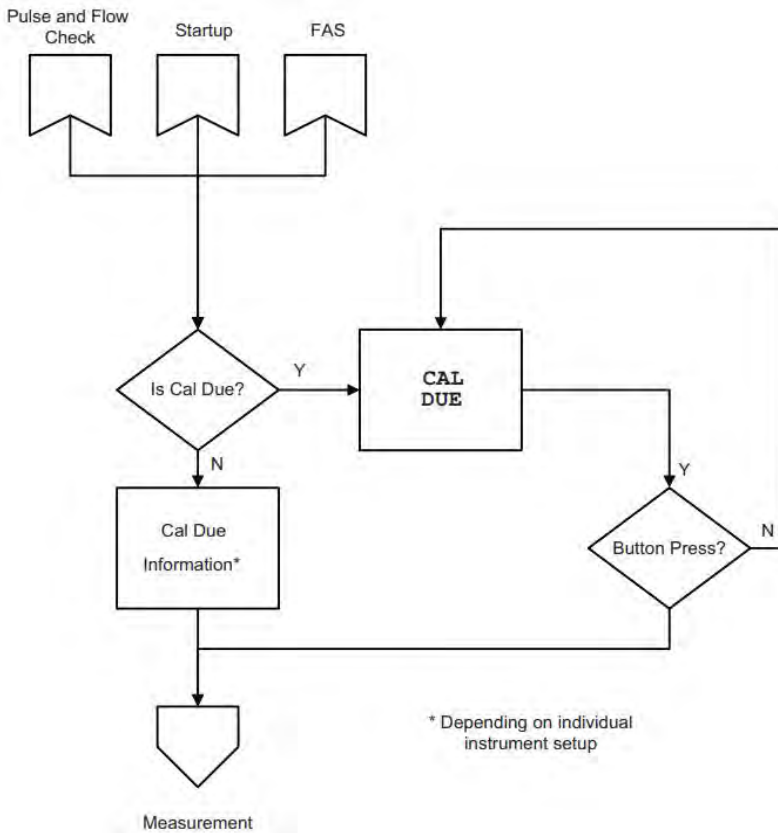 Pulse and Flow
Check
Startup
FAS
Is Cal Due?
Y
CAL
DUE
N
Y
Cal Due
Information*
Button Press?
N
* Depending on individual
instrument setup
Measurement